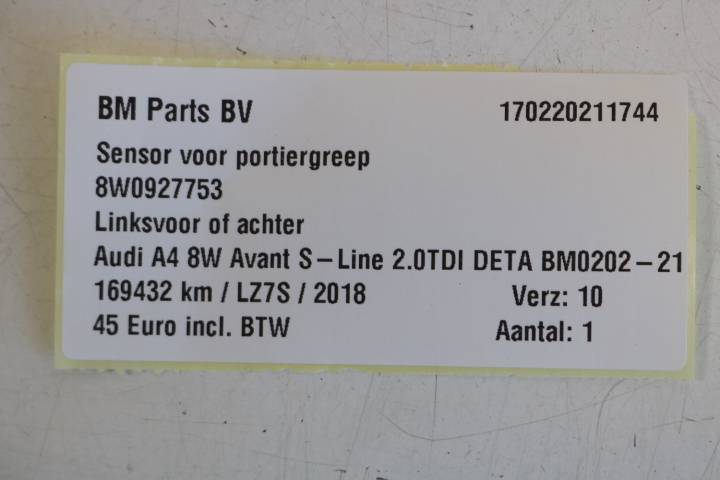 BM Parts BV 170220211744
Sensor voor portiergreep
8W0927753
Linksvoor of achter
Audi A4 8W Avant S-Line 2.0TDI DETA BM0202-21
169432 km / LZ7S / 2018 Verz: 10
45 Euro incl. BTW Aantal: 1